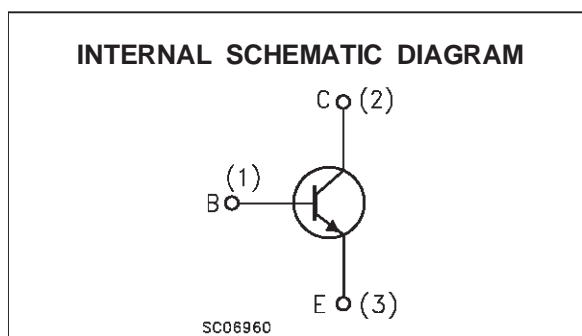 INTERNAL SCHEMATIC DIAGRAM
C (2)
(1)
B
E (3)
SC06960